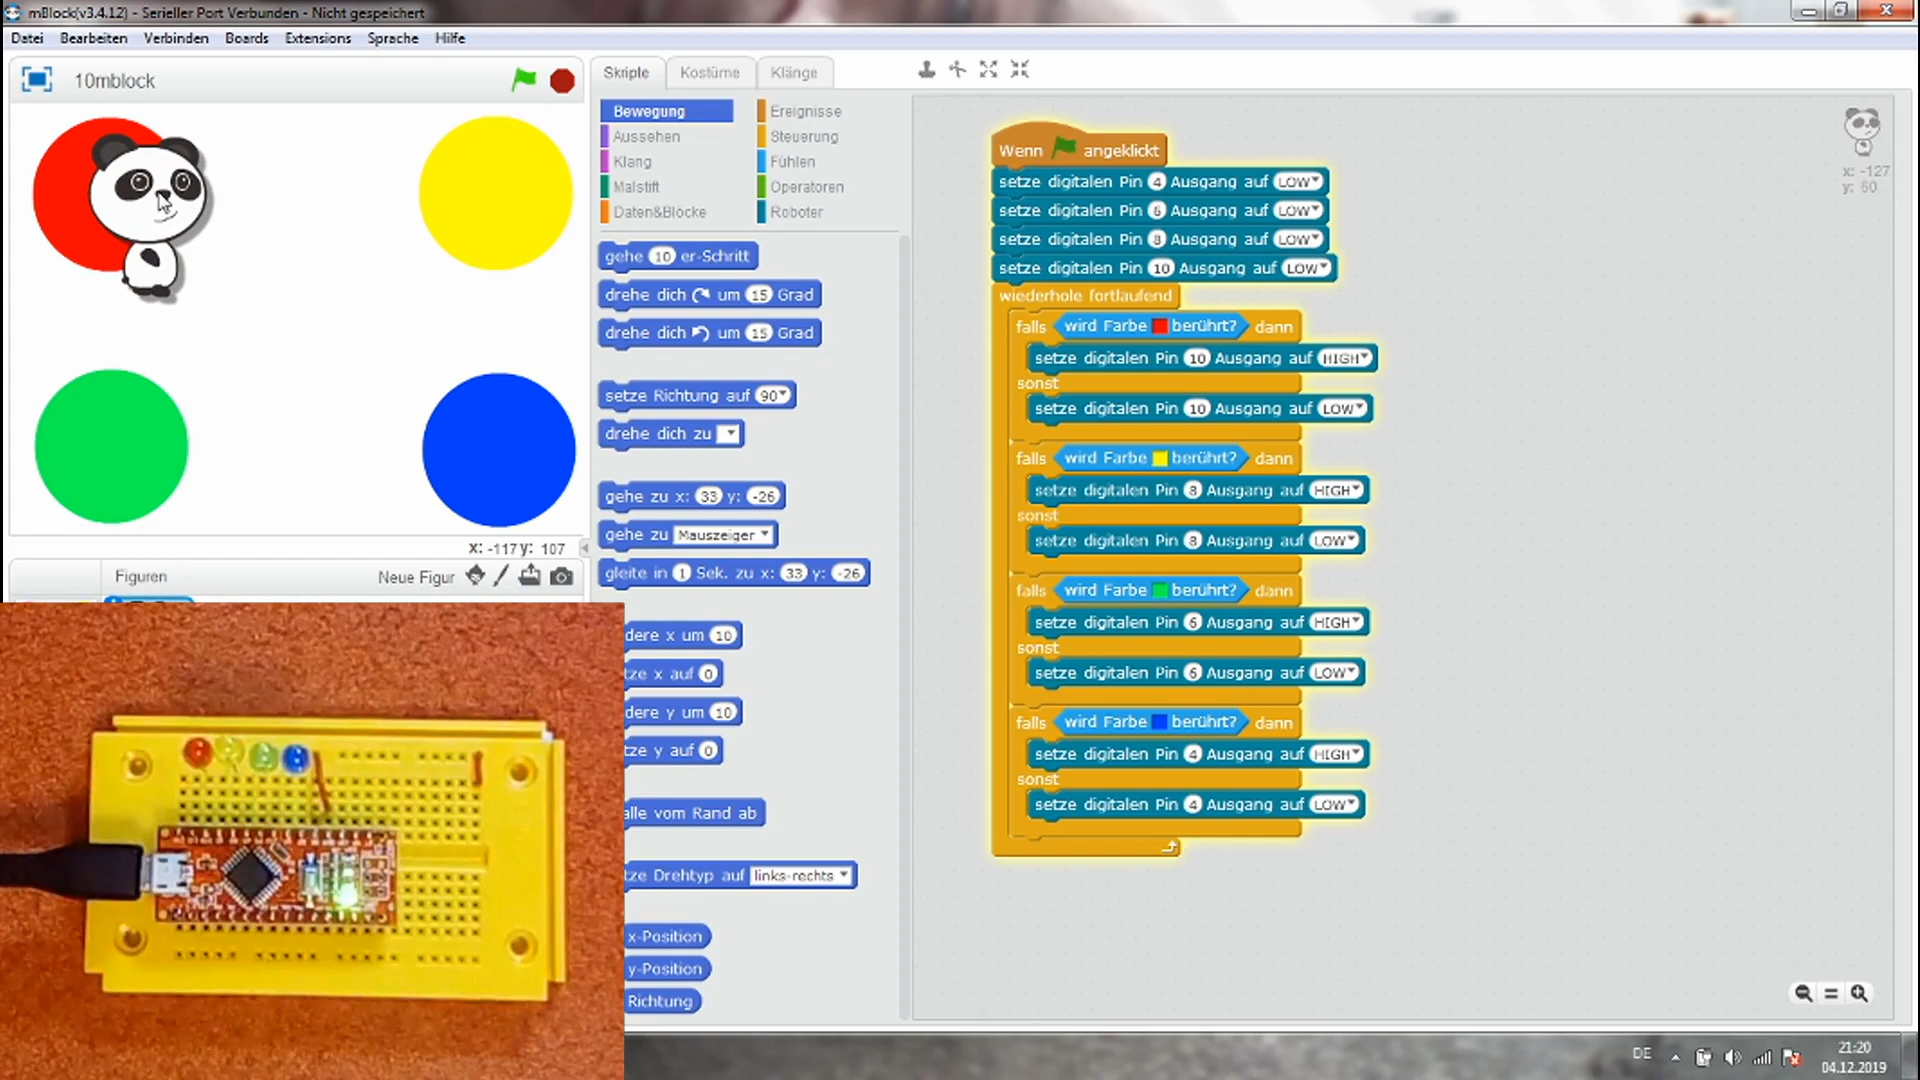 mBlock(v3.4.12) - Serieller Port Verbunden - Nicht gespeichert
Datei Bearbeiten Verbinden Boards Extensions Sprache Hilfe
10mblock
x: -117 y: 107
Figuren Neue Figur
Skripte Kostüme Klänge
Bewegung Ereignisse
Aussehen Steuerung
Klang Fühlen
Malstift Operatoren
Daten&Blöcke Roboter
gehe 10 er-Schritt
drehe dich um 15 Grad
drehe dich um 15 Grad
setze Richtung auf 90
drehe dich zu
gehe zu x: 33 y: -26
gehe zu Mauszeiger
gleite in 1 Sek. zu x: 33 y: -26
dere x um 10
tze x auf 0
dere y um 10
tze y auf 0
alle vom Rand ab
tze Drehtyp auf links-rechts
x-Position
y-Position
Richtung
Wenn angeklickt
setze digitalen Pin 4 Ausgang auf LOW
setze digitalen Pin 6 Ausgang auf LOW
setze digitalen Pin 8 Ausgang auf LOW
setze digitalen Pin 10 Ausgang auf LOW
wiederhole fortlaufend
falls wird Farbe berührt? dann
setze digitalen Pin 10 Ausgang auf HIGH
sonst
setze digitalen Pin 10 Ausgang auf LOW
falls wird Farbe berührt? dann
setze digitalen Pin 8 Ausgang auf HIGH
sonst
setze digitalen Pin 8 Ausgang auf LOW
falls wird Farbe berührt? dann
setze digitalen Pin 6 Ausgang auf HIGH
sonst
setze digitalen Pin 6 Ausgang auf LOW
falls wird Farbe berührt? dann
setze digitalen Pin 4 Ausgang auf HIGH
sonst
setze digitalen Pin 4 Ausgang auf LOW
x: -127
y: 60
DE
21:20
04.12.2019